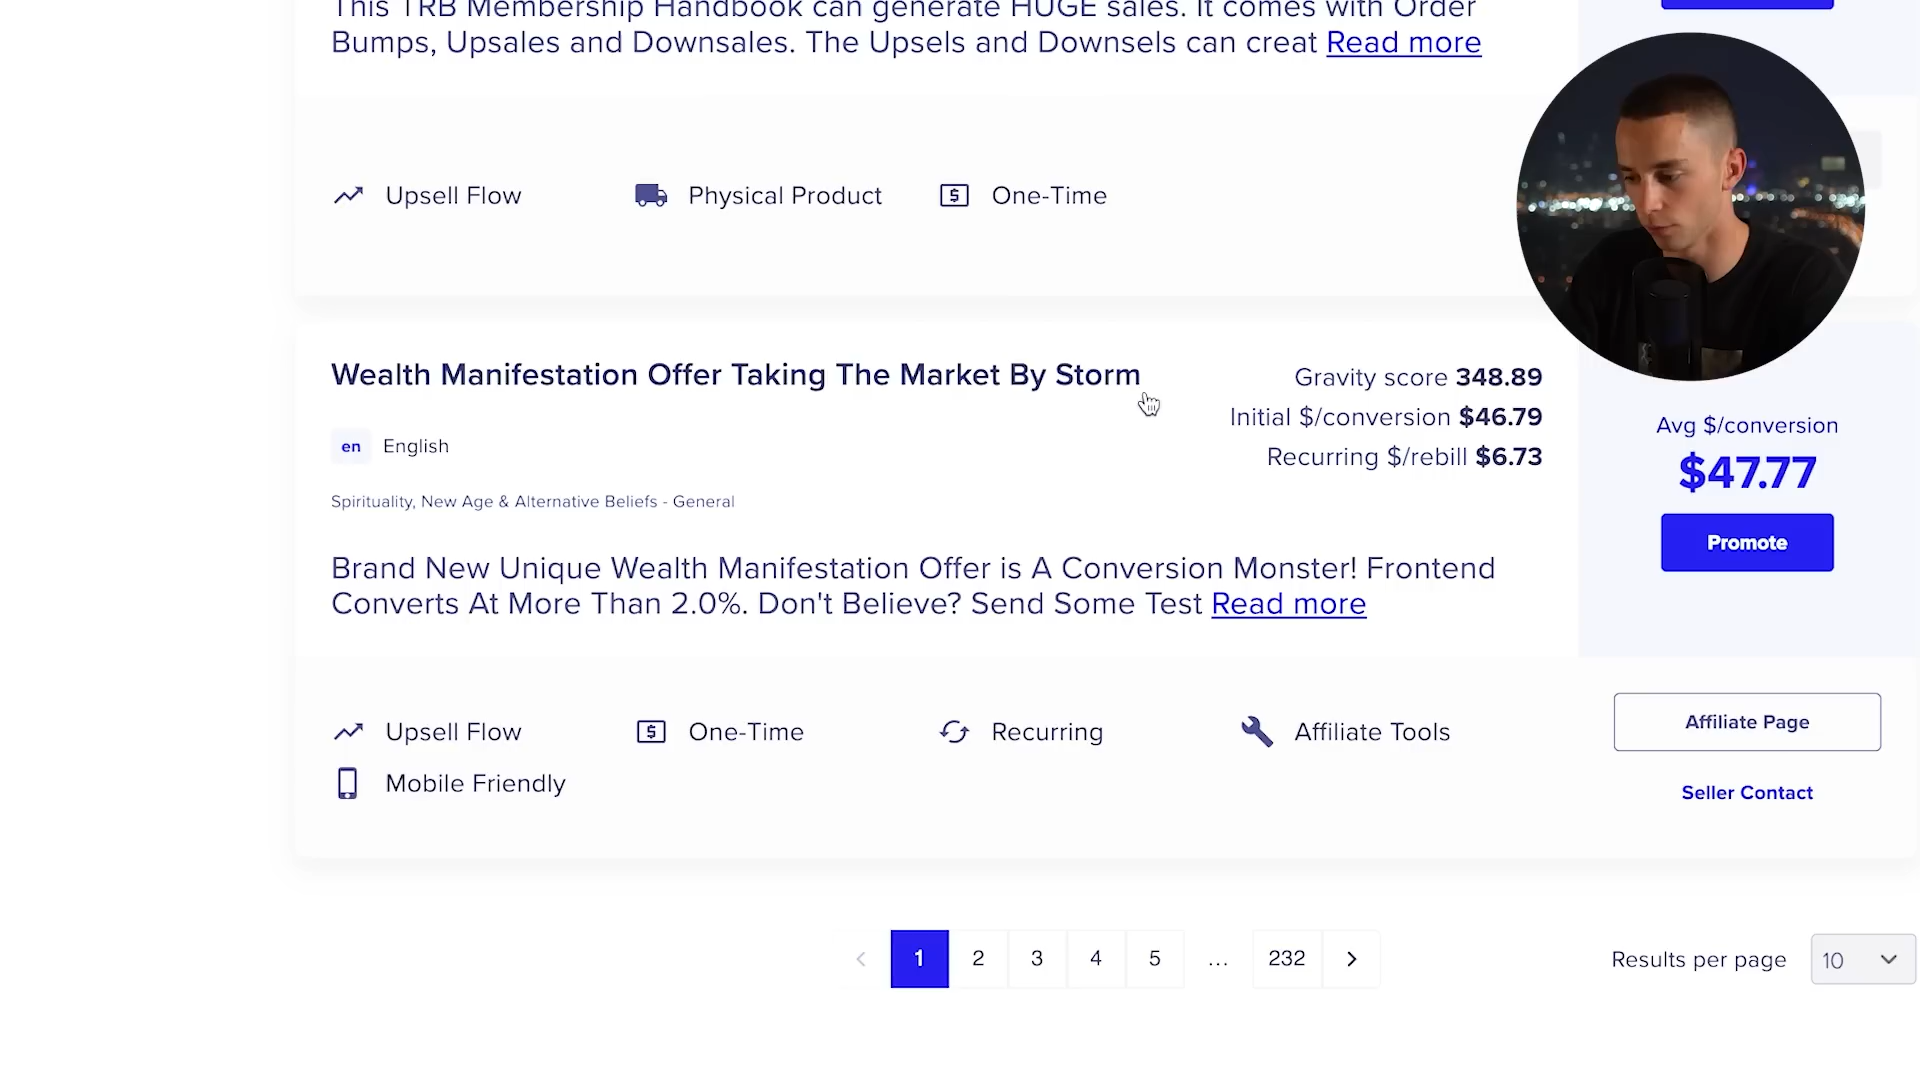 This TRB Membership Handbook can generate HUGE sales. It comes with Order
Bumps, Upsales and Downsales. The Upsels and Downsels can creat Read more
Upsell Flow
Physical Product
One-Time
Wealth Manifestation Offer Taking The Market By Storm
Gravity score 348.89
Initial $/conversion $46.79
Recurring $/rebill $6.73
en English
Spirituality, New Age & Alternative Beliefs - General
Brand New Unique Wealth Manifestation Offer is A Conversion Monster! Frontend
Converts At More Than 2.0%. Don't Believe? Send Some Test Read more
Avg $/conversion
$47.77
Promote
Upsell Flow
One-Time
Recurring
Affiliate Tools
Mobile Friendly
Affiliate Page
Seller Contact
< 1 2 3 4 5 ... 232 >
Results per page 10